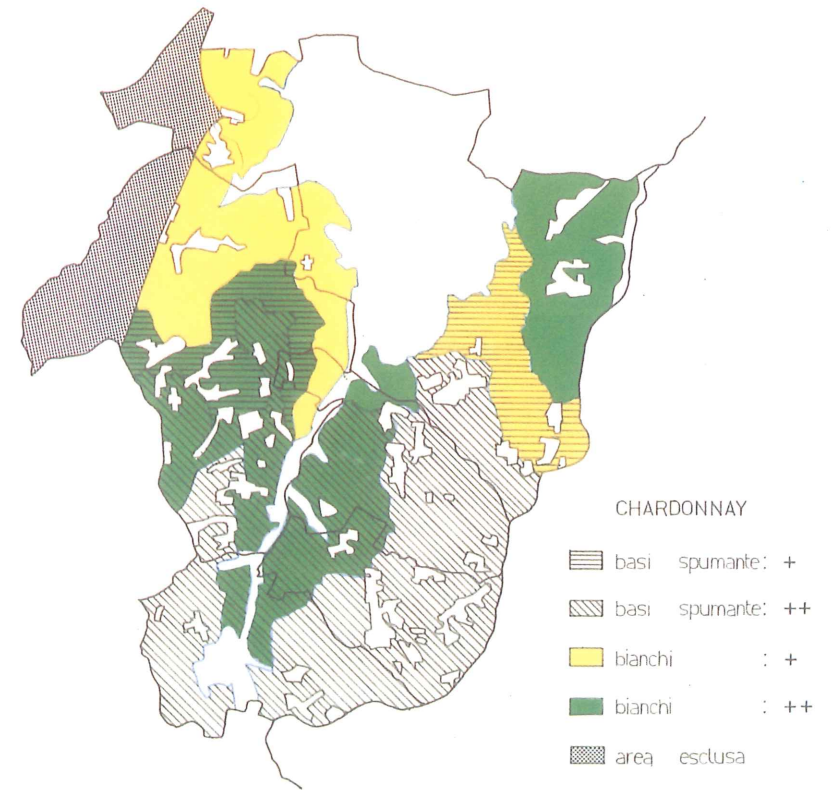 CHARDONNAY
basi spumante: +
basi spumante: ++
bianchi : +
bianchi : ++
area esclusa